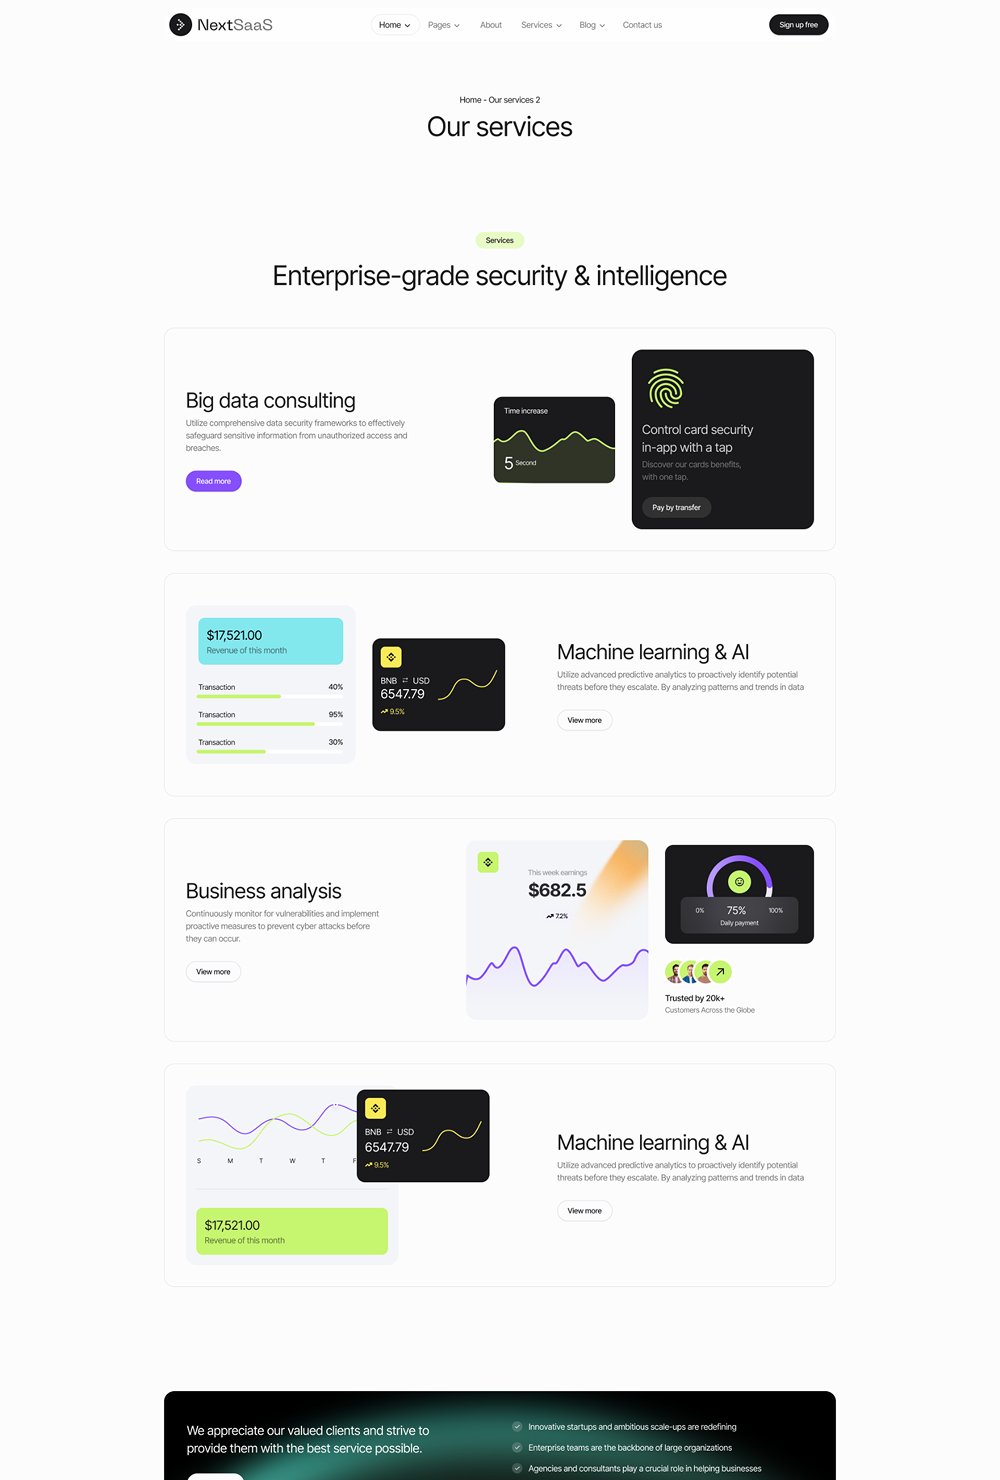 NextSaaS
Home
Pages
About
Services
Blog
Contact us
Sign up free
Home - Our services 2
Our services
Services
Enterprise-grade security & intelligence
Big data consulting
Utilize comprehensive data security frameworks to effectively
safeguard sensitive information from unauthorized access and
breaches.
Read more
Time increase
5 Second
Control card security
in-app with a tap
Discover our cards benefits,
with one tap.
Pay by transfer
$17,521.00
Revenue of this month
Transaction 40%
Transaction 95%
Transaction 30%
BNB ⇄ USD
6547.79
9.5%
Machine learning & AI
Utilize advanced predictive analytics to proactively identify potential
threats before they escalate. By analyzing patterns and trends in data
View more
Business analysis
Continuously monitor for vulnerabilities and implement
proactive measures to prevent cyber attacks before
they can occur.
View more
This week earnings
$682.5
7.2%
0% 75% 100%
Daily payment
Trusted by 20k+
Customers Across the Globe
S M T W T F
$17,521.00
Revenue of this month
BNB ⇄ USD
6547.79
9.5%
Machine learning & AI
Utilize advanced predictive analytics to proactively identify potential
threats before they escalate. By analyzing patterns and trends in data
View more
We appreciate our valued clients and strive to
provide them with the best service possible.
Innovative startups and ambitious scale-ups are redefining
Enterprise teams are the backbone of large organizations
Agencies and consultants play a crucial role in helping businesses